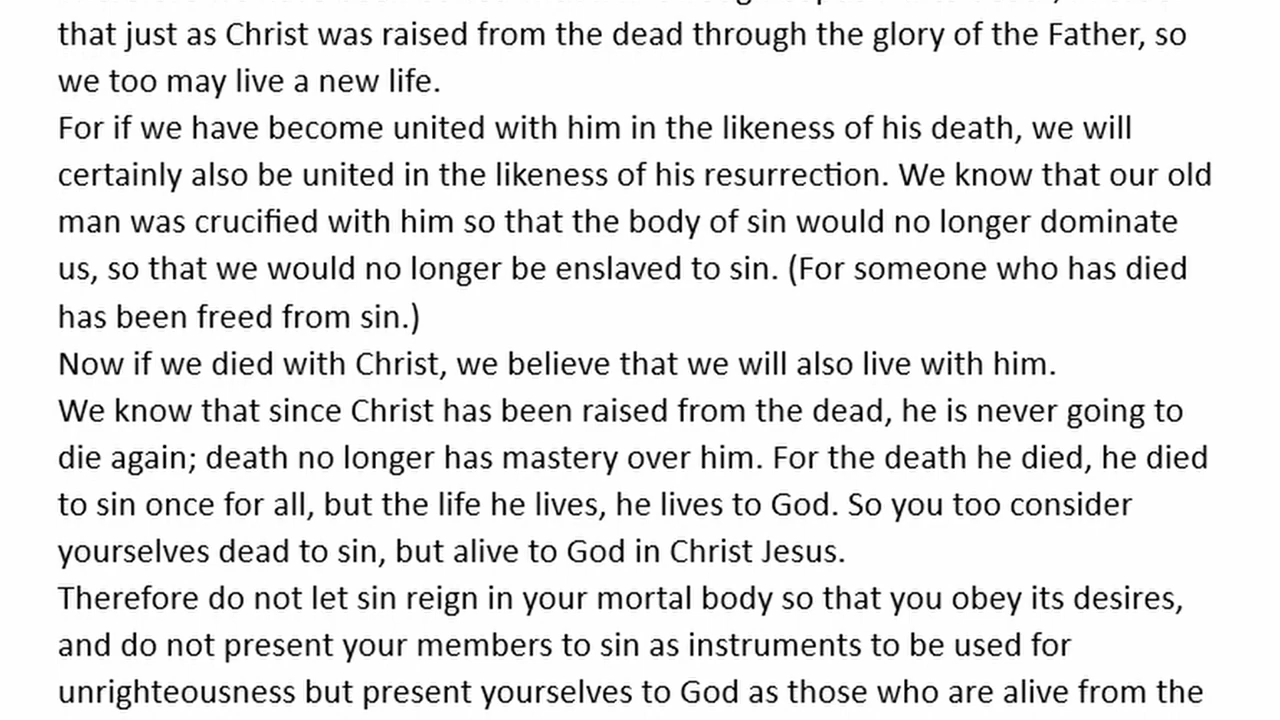 that just as Christ was raised from the dead through the glory of the Father, so
we too may live a new life.
For if we have become united with him in the likeness of his death, we will
certainly also be united in the likeness of his resurrection. We know that our old
man was crucified with him so that the body of sin would no longer dominate
us, so that we would no longer be enslaved to sin. (For someone who has died
has been freed from sin.)
Now if we died with Christ, we believe that we will also live with him.
We know that since Christ has been raised from the dead, he is never going to
die again; death no longer has mastery over him. For the death he died, he died
to sin once for all, but the life he lives, he lives to God. So you too consider
yourselves dead to sin, but alive to God in Christ Jesus.
Therefore do not let sin reign in your mortal body so that you obey its desires,
and do not present your members to sin as instruments to be used for
unrighteousness but present yourselves to God as those who are alive from the